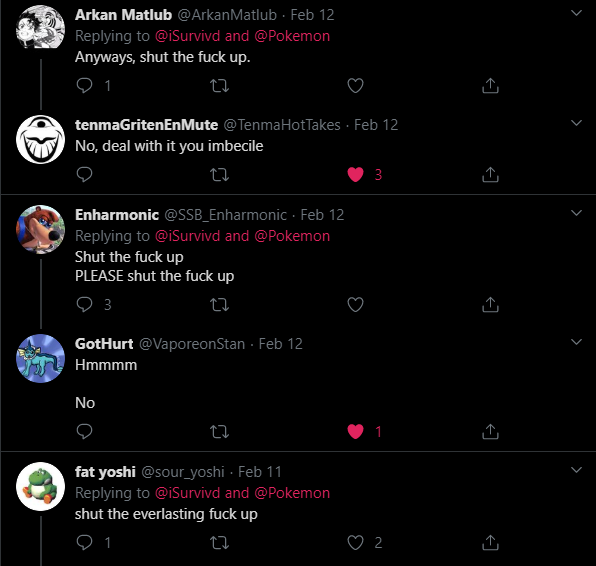 Arkan Matlub @ArkanMatlub · Feb 12
Replying to @iSurvivd and @Pokemon
Anyways, shut the fuck up.
1
tenmaGritenEnMute @TenmaHotTakes · Feb 12
No, deal with it you imbecile
3
Enharmonic @SSB_Enharmonic · Feb 12
Replying to @iSurvivd and @Pokemon
Shut the fuck up
PLEASE shut the fuck up
3
GotHurt @VaporeonStan · Feb 12
Hmmmm
No
1
fat yoshi @sour_yoshi · Feb 11
Replying to @iSurvivd and @Pokemon
shut the everlasting fuck up
1 2